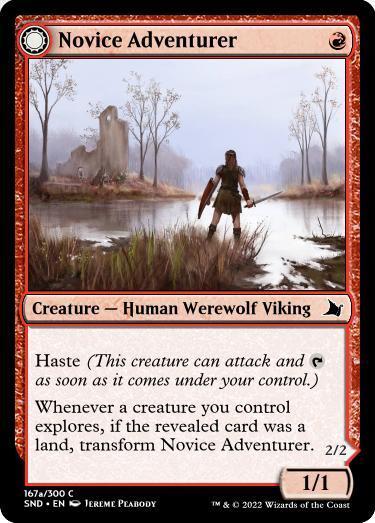 Novice Adventurer
Creature — Human Werewolf Viking
Haste (This creature can attack and
as soon as it comes under your control.)
Whenever a creature you control
explores, if the revealed card was a
land, transform Novice Adventurer.
2/2
1/1
167a/300 C
SND • EN Jereme Peabody
™ & © 2022 Wizards of the Coast